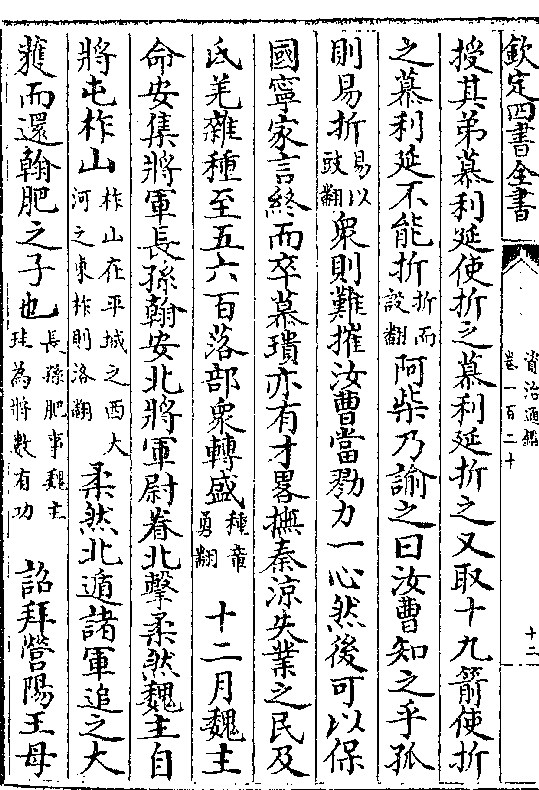 欽定四庫全書
資治通鑑
卷一百二十
十二
授其弟慕利延使折之慕利延折之又取十九箭使折
之慕利延不能折折而設翻阿柴乃諭之曰汝曹知之乎孤
則易折易以豉翻衆則難摧汝曹當勠力一心然後可以保
國寧家言終而卒慕璝亦有才畧撫秦涼失業之民及
氐羌雜種至五六百落部衆轉盛種章勇翻 十二月魏主
命安集將軍長孫翰安北將軍尉眷北擊柔然魏主自
將屯柞山柞山在平城之西大河之東柞則洛翻柔然北遁諸軍追之大
獲而還翰肥之子也長孫肥事魏主珪為將數有功 詔拜營陽王母